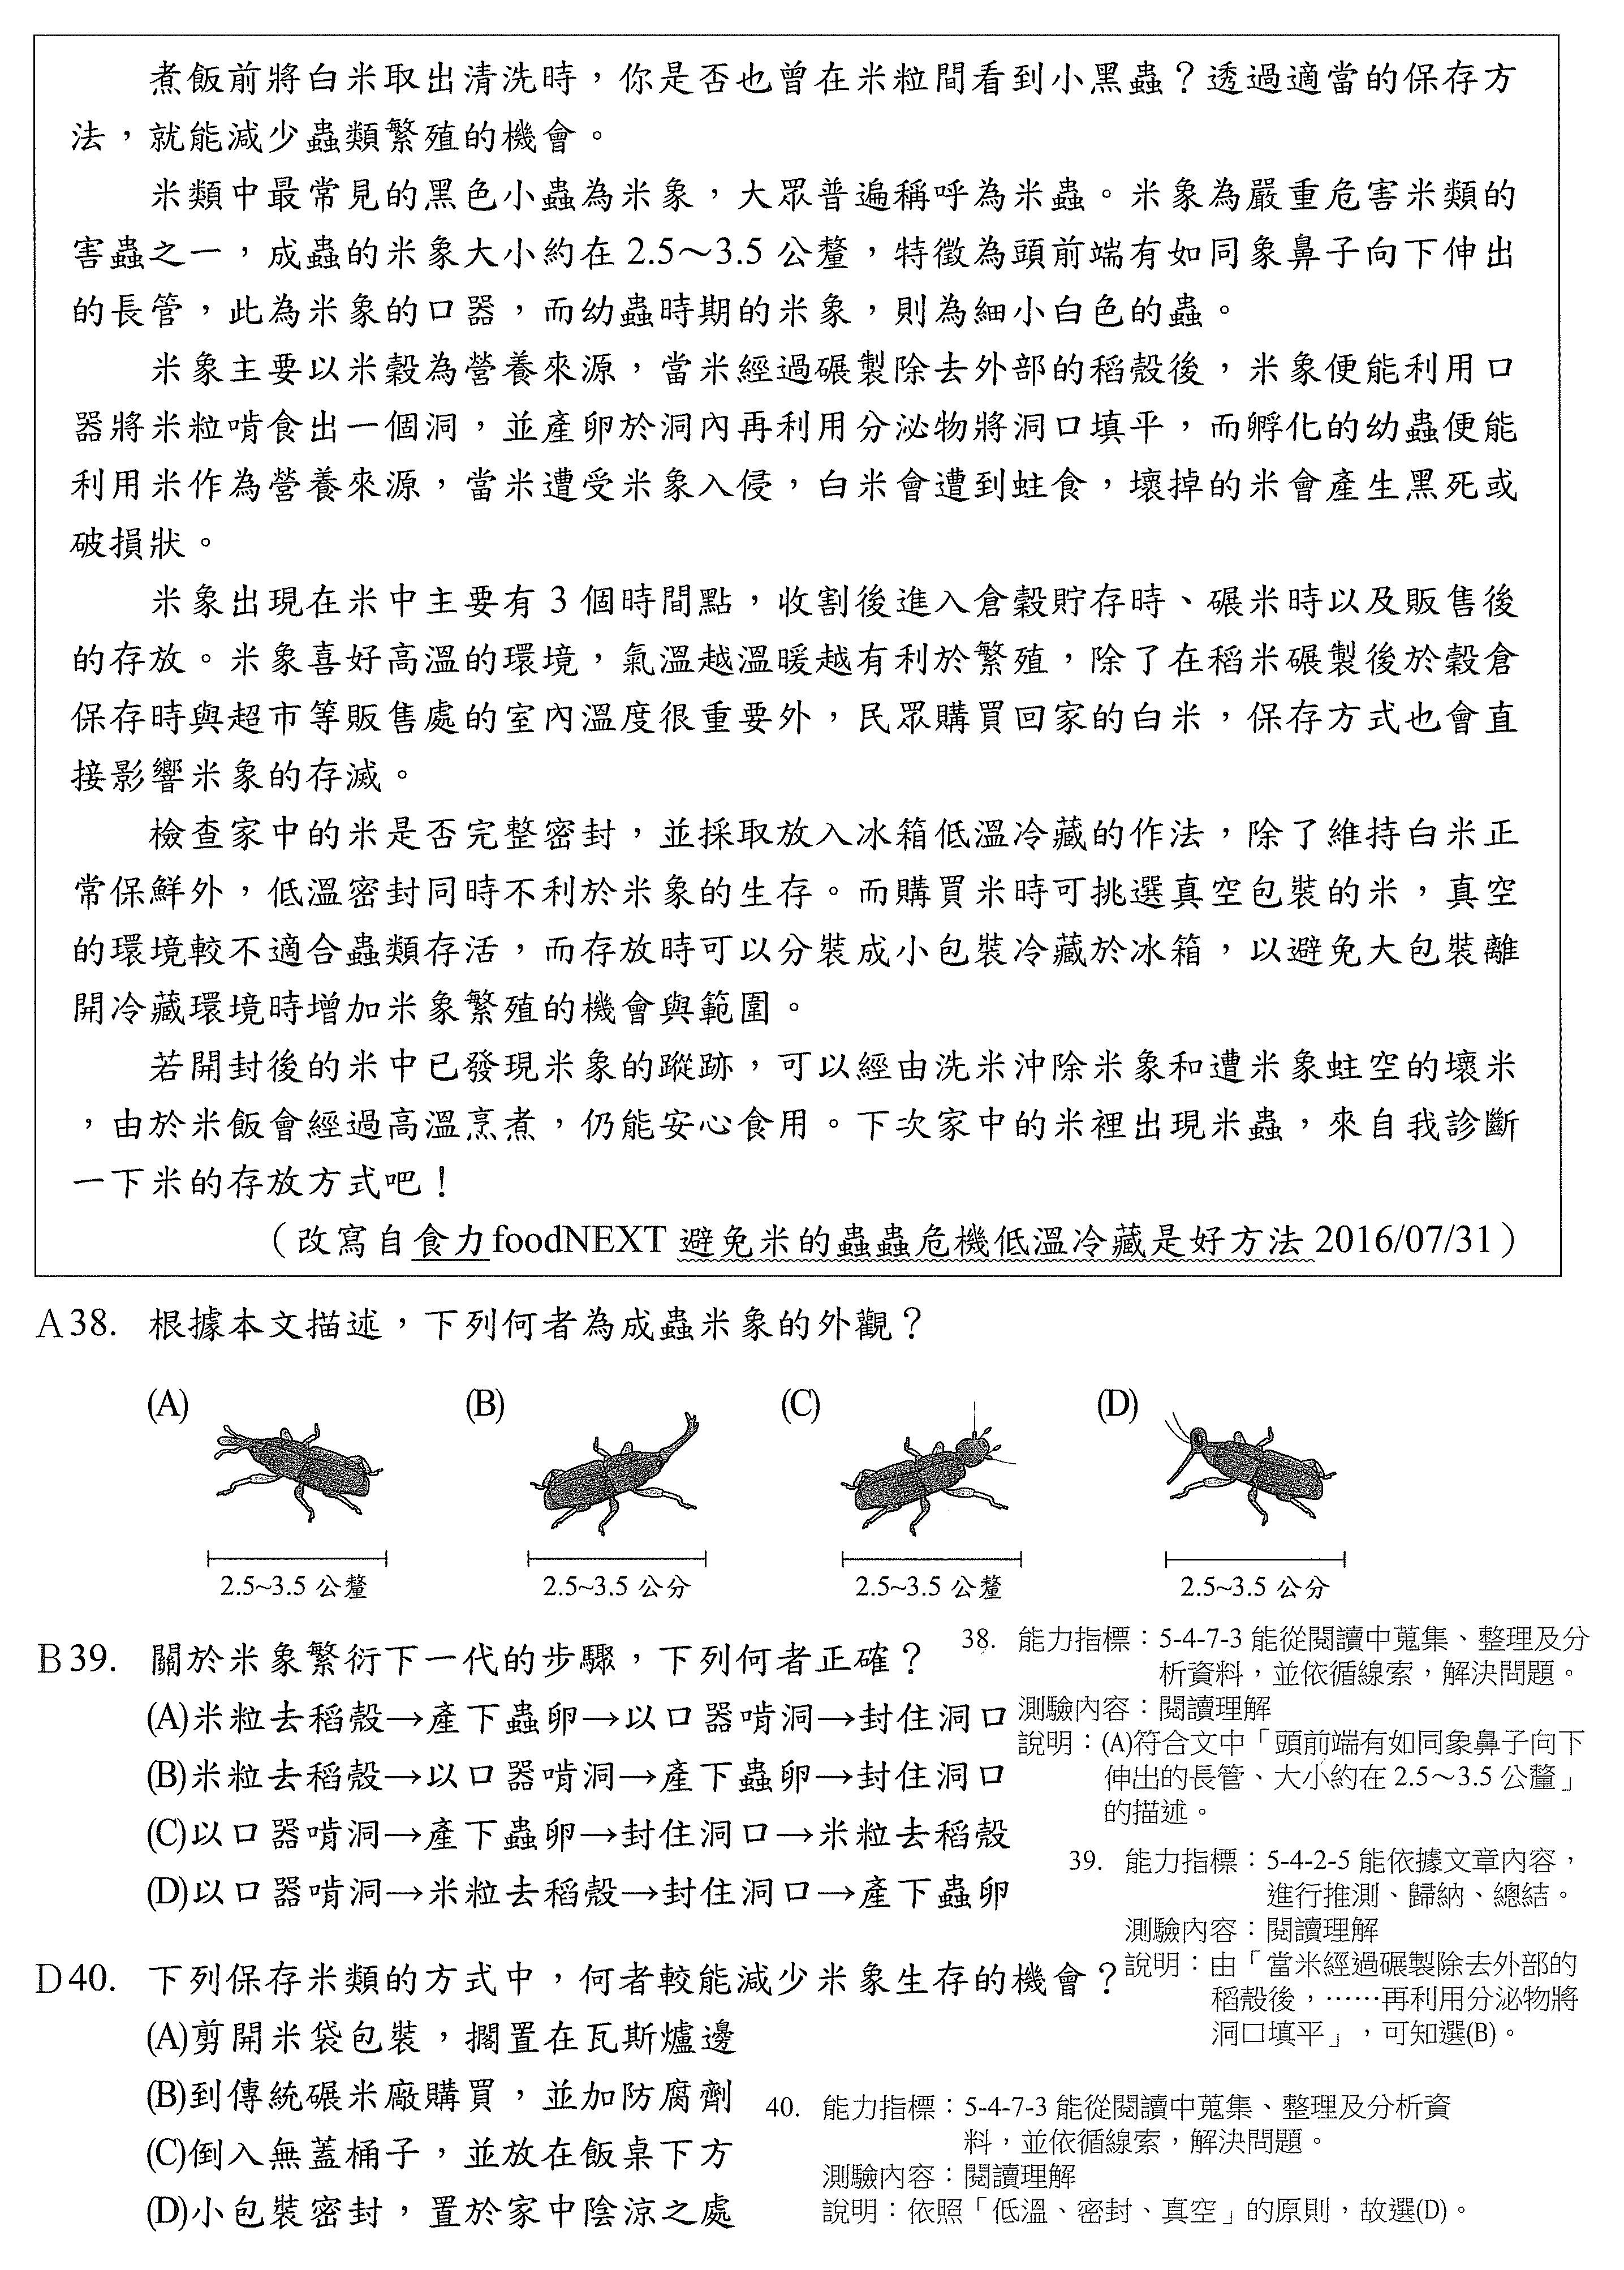 煮飯前將白米取出清洗時，你是否也曾在米粒間看到小黑蟲？透過適當的保存方
法，就能減少蟲類繁殖的機會。
米類中最常見的黑色小蟲為米象，大眾普遍稱呼為米蟲。米象為嚴重危害米類的
害蟲之一，成蟲的米象大小約在 2.5～3.5 公釐，特徵為頭前端有如同象鼻子向下伸出
的長管，此為米象的口器，而幼蟲時期的米象，則為細小白色的蟲。
米象主要以米穀為營養來源，當米經過碾製除去外部的稻殼後，米象便能利用口
器將米粒啃食出一個洞，並產卵於洞內再利用分泌物將洞口填平，而孵化的幼蟲便能
利用米作為營養來源，當米遭受米象入侵，白米會遭到蛀食，壞掉的米會產生黑死或
破損狀。
米象出現在米中主要有 3 個時間點，收割後進入倉穀貯存時、碾米時以及販售後
的存放。米象喜好高溫的環境，氣溫越溫暖越有利於繁殖，除了在稻米碾製後於穀倉
保存時與超市等販售處的室內溫度很重要外，民眾購買回家的白米，保存方式也會直
接影響米象的存滅。
檢查家中的米是否完整密封，並採取放入冰箱低溫冷藏的作法，除了維持白米正
常保鮮外，低溫密封同時不利於米象的生存。而購買米時可挑選真空包裝的米，真空
的環境較不適合蟲類存活，而存放時可以分裝成小包裝冷藏於冰箱，以避免大包裝離
開冷藏環境時增加米象繁殖的機會與範圍。
若開封後的米中已發現米象的蹤跡，可以經由洗米沖除米象和遭米象蛀空的壞米
，由於米飯會經過高溫烹煮，仍能安心食用。下次家中的米裡出現米蟲，來自我診斷
一下米的存放方式吧！
（改寫自食力foodNEXT 避免米的蟲蟲危機低溫冷藏是好方法 2016/07/31）
A 38. 根據本文描述，下列何者為成蟲米象的外觀？
(A) (B) (C) (D)
2.5~3.5 公釐 2.5~3.5 公分 2.5~3.5 公釐 2.5~3.5 公分
B 39. 關於米象繁衍下一代的步驟，下列何者正確？
(A)米粒去稻殼→產下蟲卵→以口器啃洞→封住洞口
(B)米粒去稻殼→以口器啃洞→產下蟲卵→封住洞口
(C)以口器啃洞→產下蟲卵→封住洞口→米粒去稻殼
(D)以口器啃洞→米粒去稻殼→封住洞口→產下蟲卵
38. 能力指標：5-4-7-3 能從閱讀中蒐集、整理及分
析資料，並依循線索，解決問題。
測驗內容：閱讀理解
說明：(A)符合文中「頭前端有如同象鼻子向下
伸出的長管、大小約在 2.5～3.5 公釐」
的描述。
39. 能力指標：5-4-2-5 能依據文章內容，
進行推測、歸納、總結。
測驗內容：閱讀理解
說明：由「當米經過碾製除去外部的
稻殼後，……再利用分泌物將
洞口填平」，可知選(B)。
D 40. 下列保存米類的方式中，何者較能減少米象生存的機會？
(A)剪開米袋包裝，擱置在瓦斯爐邊
(B)到傳統碾米廠購買，並加防腐劑
(C)倒入無蓋桶子，並放在飯桌下方
(D)小包裝密封，置於家中陰涼之處
40. 能力指標：5-4-7-3 能從閱讀中蒐集、整理及分析資
料，並依循線索，解決問題。
測驗內容：閱讀理解
說明：依照「低溫、密封、真空」的原則，故選(D)。